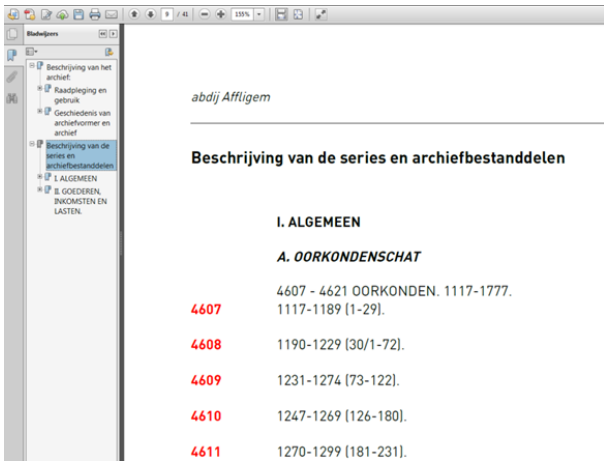 9 / 41
135%
Bladwijzers
Beschrijving van het
archief:
Raadpleging en
gebruik
Geschiedenis van
archiefvormer en
archief
Beschrijving van de
series en
archiefbestanddelen
I. ALGEMEEN
II. GOEDEREN,
INKOMSTEN EN
LASTEN.
abdij Affligem
Beschrijving van de series en archiefbestanddelen
I. ALGEMEEN
A. OORKONDENSCHAT
4607 - 4621 OORKONDEN. 1117-1777.
4607 1117-1189 (1-29).
4608 1190-1229 (30/1-72).
4609 1231-1274 (73-122).
4610 1247-1269 (126-180).
4611 1270-1299 (181-231).